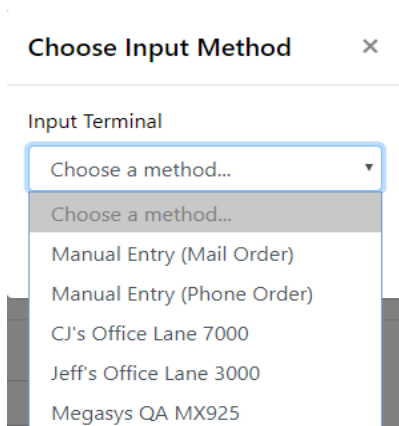 Choose Input Method ×
Input Terminal
Choose a method...
Choose a method...
Manual Entry (Mail Order)
Manual Entry (Phone Order)
CJ's Office Lane 7000
Jeff's Office Lane 3000
Megasys QA MX925